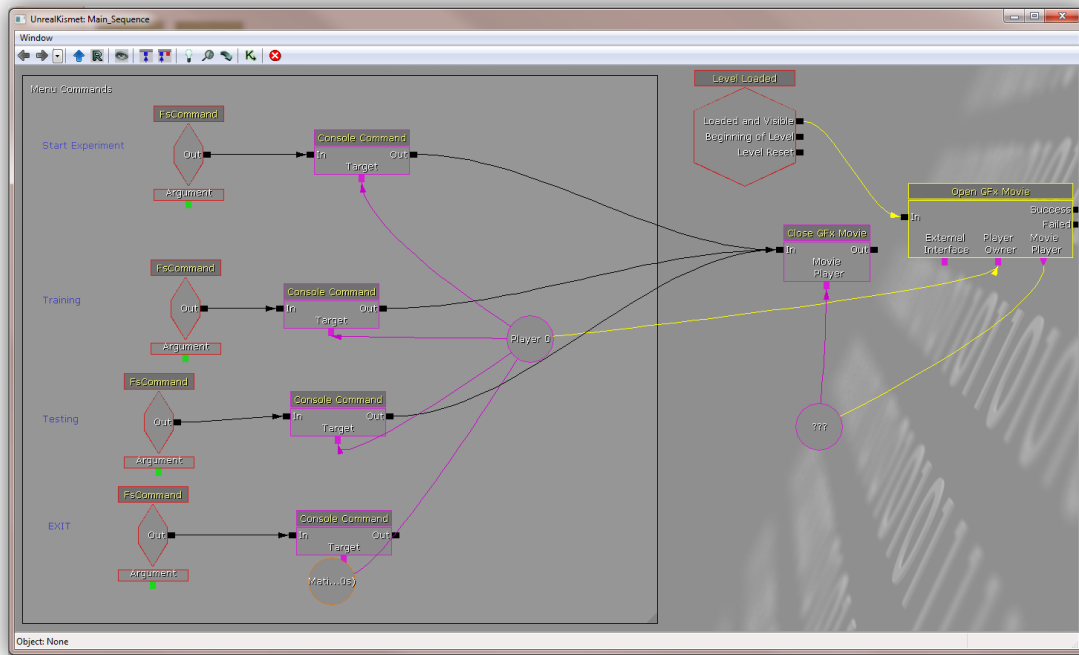 UnrealKismet: Main_Sequence
Window
Menu Commands
Start Experiment
FsCommand
Out
Argument
Console Command
In Out
Target
Training
FsCommand
Out
Argument
Console Command
In Out
Target
Testing
FsCommand
Out
Argument
Console Command
In Out
Target
EXIT
FsCommand
Out
Argument
Console Command
In Out
Target
Mati...0s)
Player 0
Level Loaded
Loaded and Visible
Beginning of Level
Level Reset
Close GFx Movie
In Out
Movie
Player
???
Open GFx Movie
Success
In
Failed
External Player Movie
Interface Owner Player
Object: None